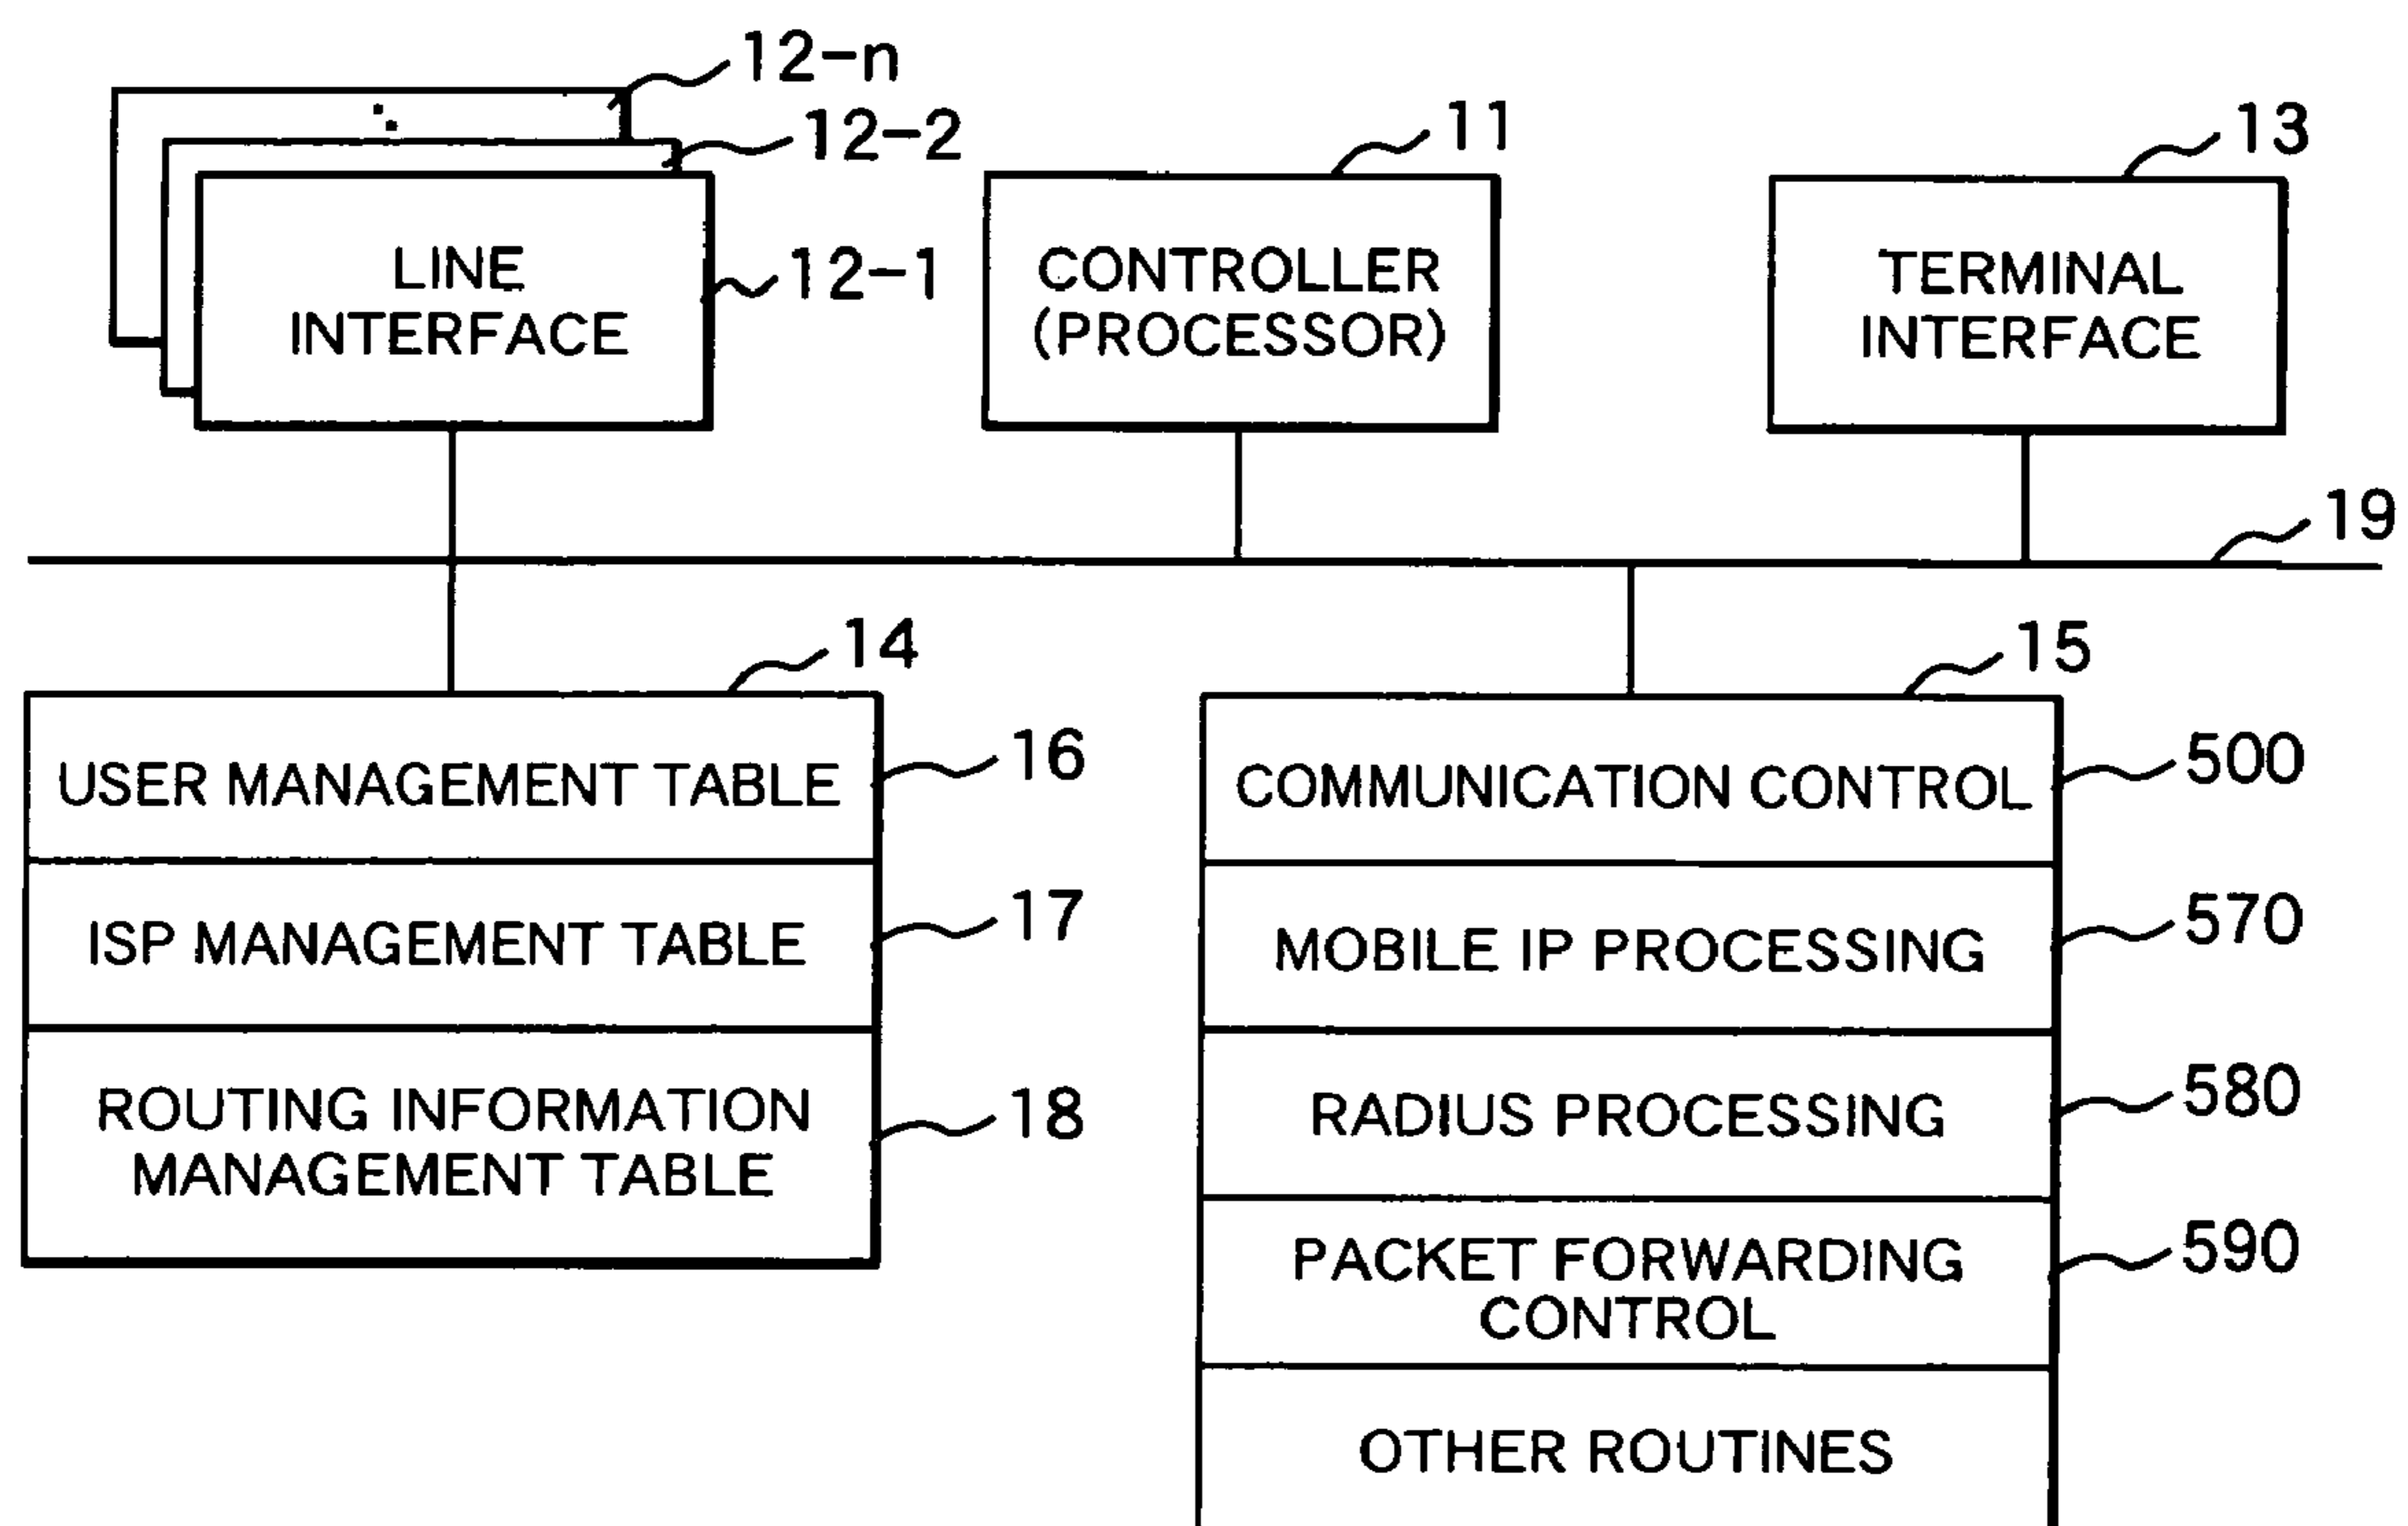 12-n
12-2
11
13
LINE
INTERFACE
12-1
CONTROLLER
(PROCESSOR)
TERMINAL
INTERFACE
19
14
15
USER MANAGEMENT TABLE
16
COMMUNICATION CONTROL
500
ISP MANAGEMENT TABLE
17
MOBILE IP PROCESSING
570
ROUTING INFORMATION
MANAGEMENT TABLE
18
RADIUS PROCESSING
580
PACKET FORWARDING
CONTROL
590
OTHER ROUTINES